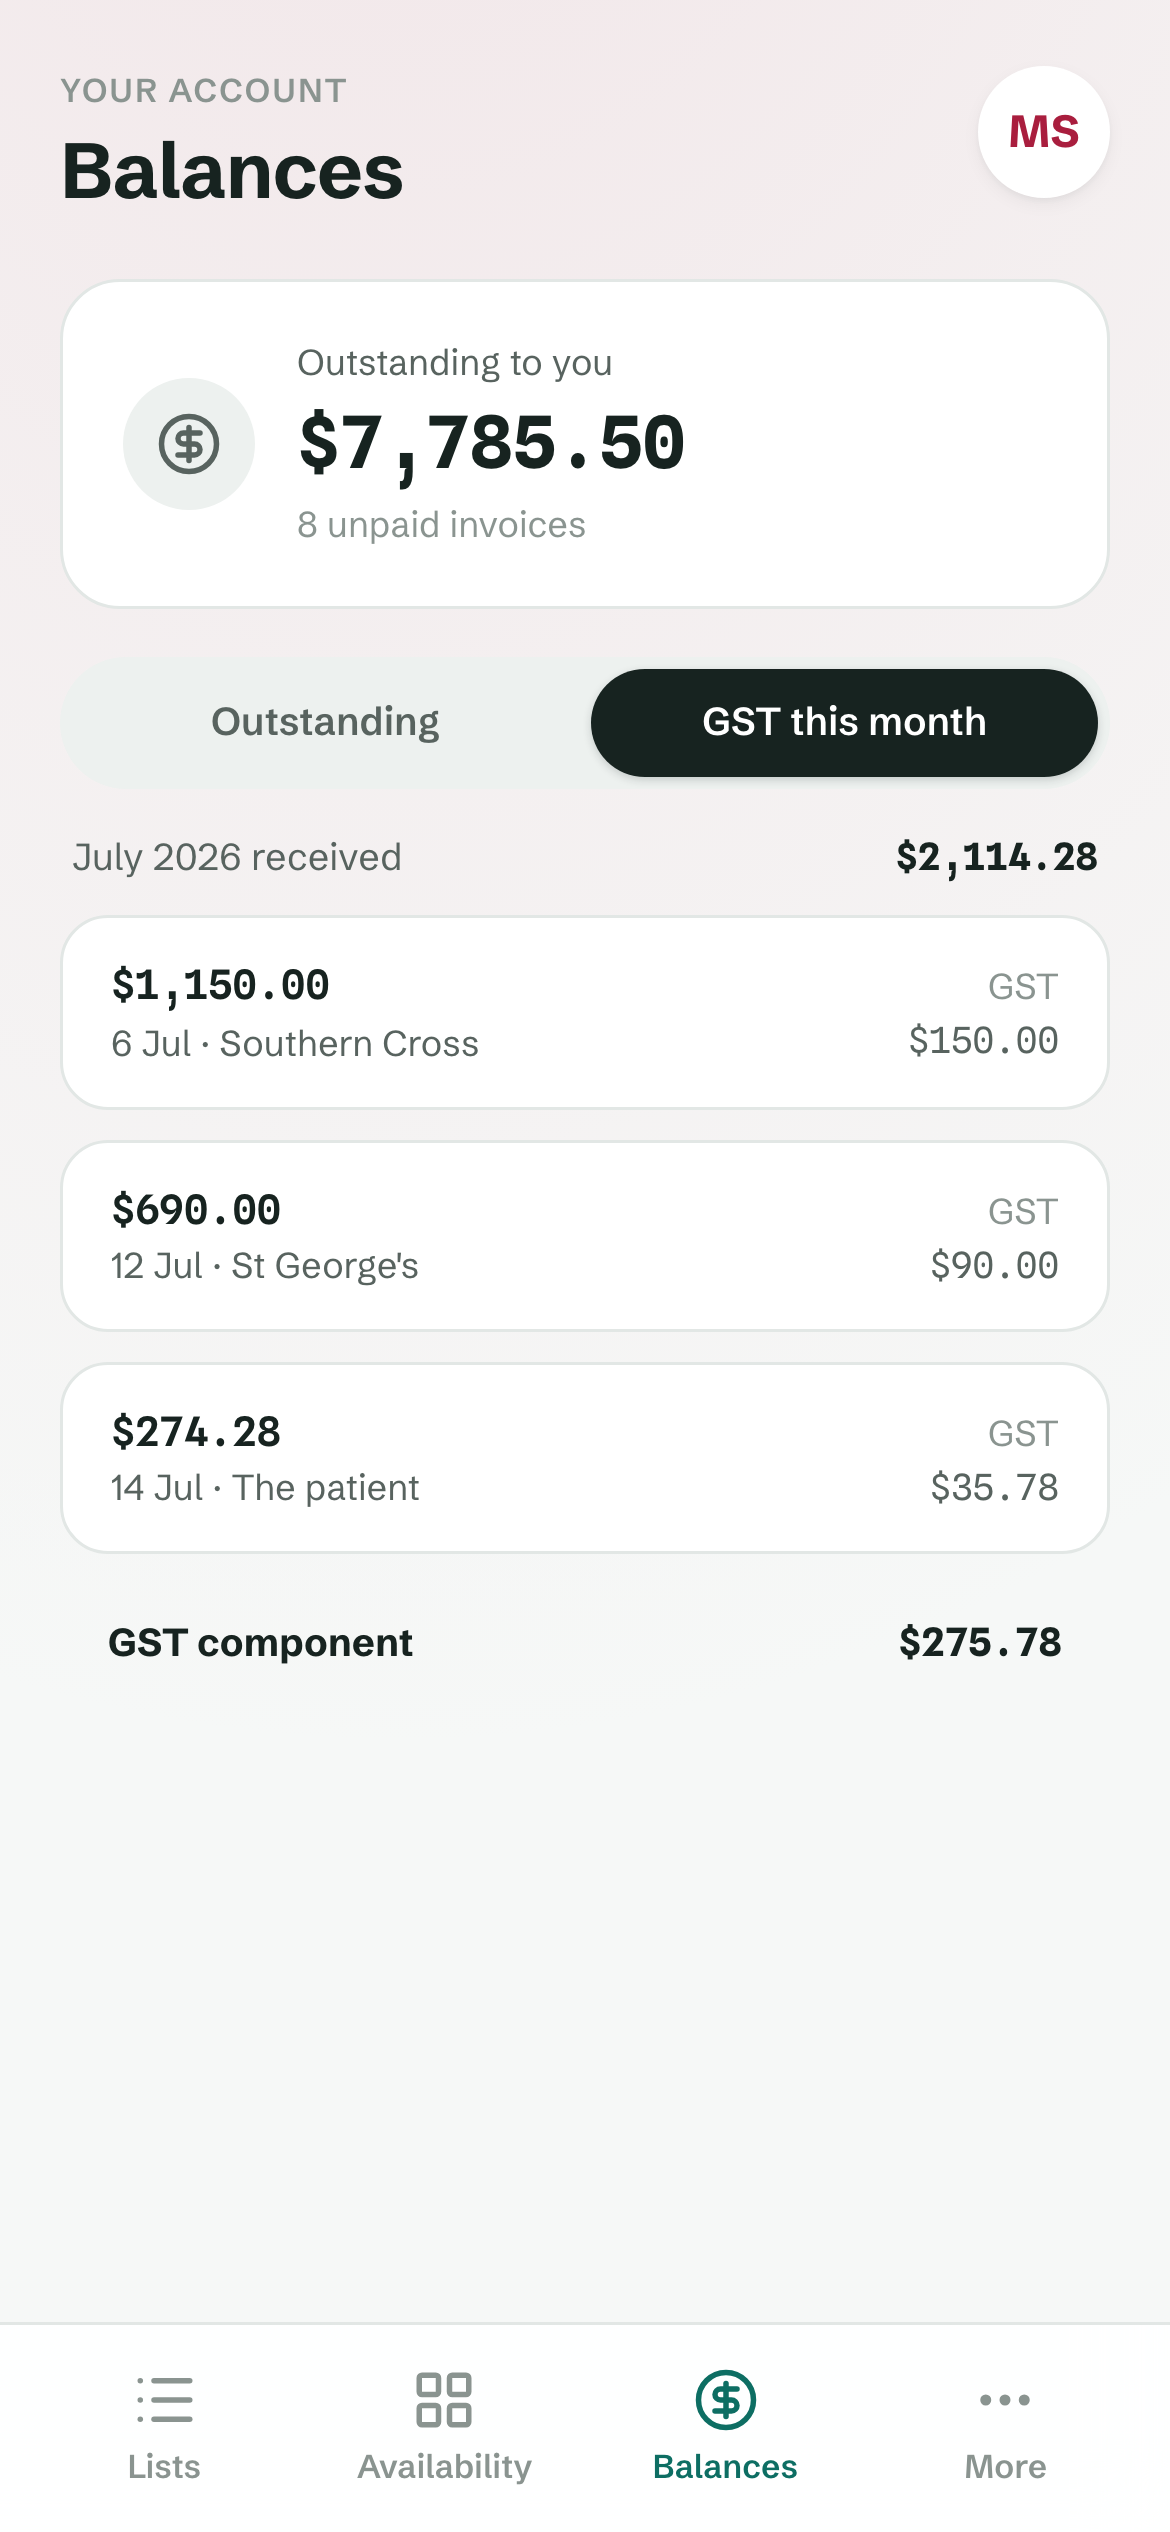 YOUR ACCOUNT
Balances
MS
Outstanding to you
$7,785.50
8 unpaid invoices
Outstanding
GST this month
July 2026 received
$2,114.28
$1,150.00
GST
6 Jul · Southern Cross
$150.00
$690.00
GST
12 Jul · St George's
$90.00
$274.28
GST
14 Jul · The patient
$35.78
GST component
$275.78
Lists
Availability
Balances
More